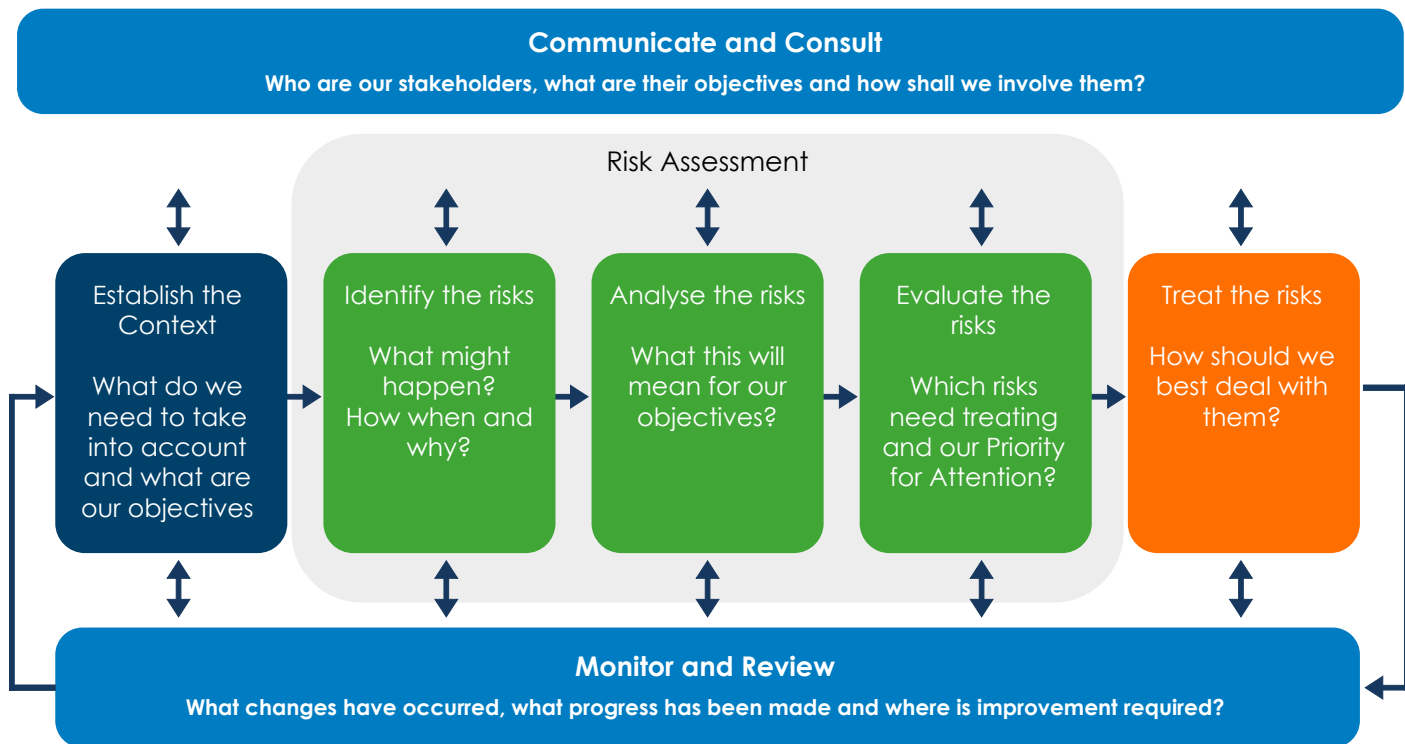 Communicate and Consult
Who are our stakeholders, what are their objectives and how shall we involve them?
Risk Assessment
Establish the
Context
What do we
need to take
into account
and what are
our objectives
Identify the risks
What might
happen?
How when and
why?
Analyse the risks
What this will
mean for our
objectives?
Evaluate the
risks
Which risks
need treating
and our Priority
for Attention?
Treat the risks
How should we
best deal with
them?
Monitor and Review
What changes have occurred, what progress has been made and where is improvement required?